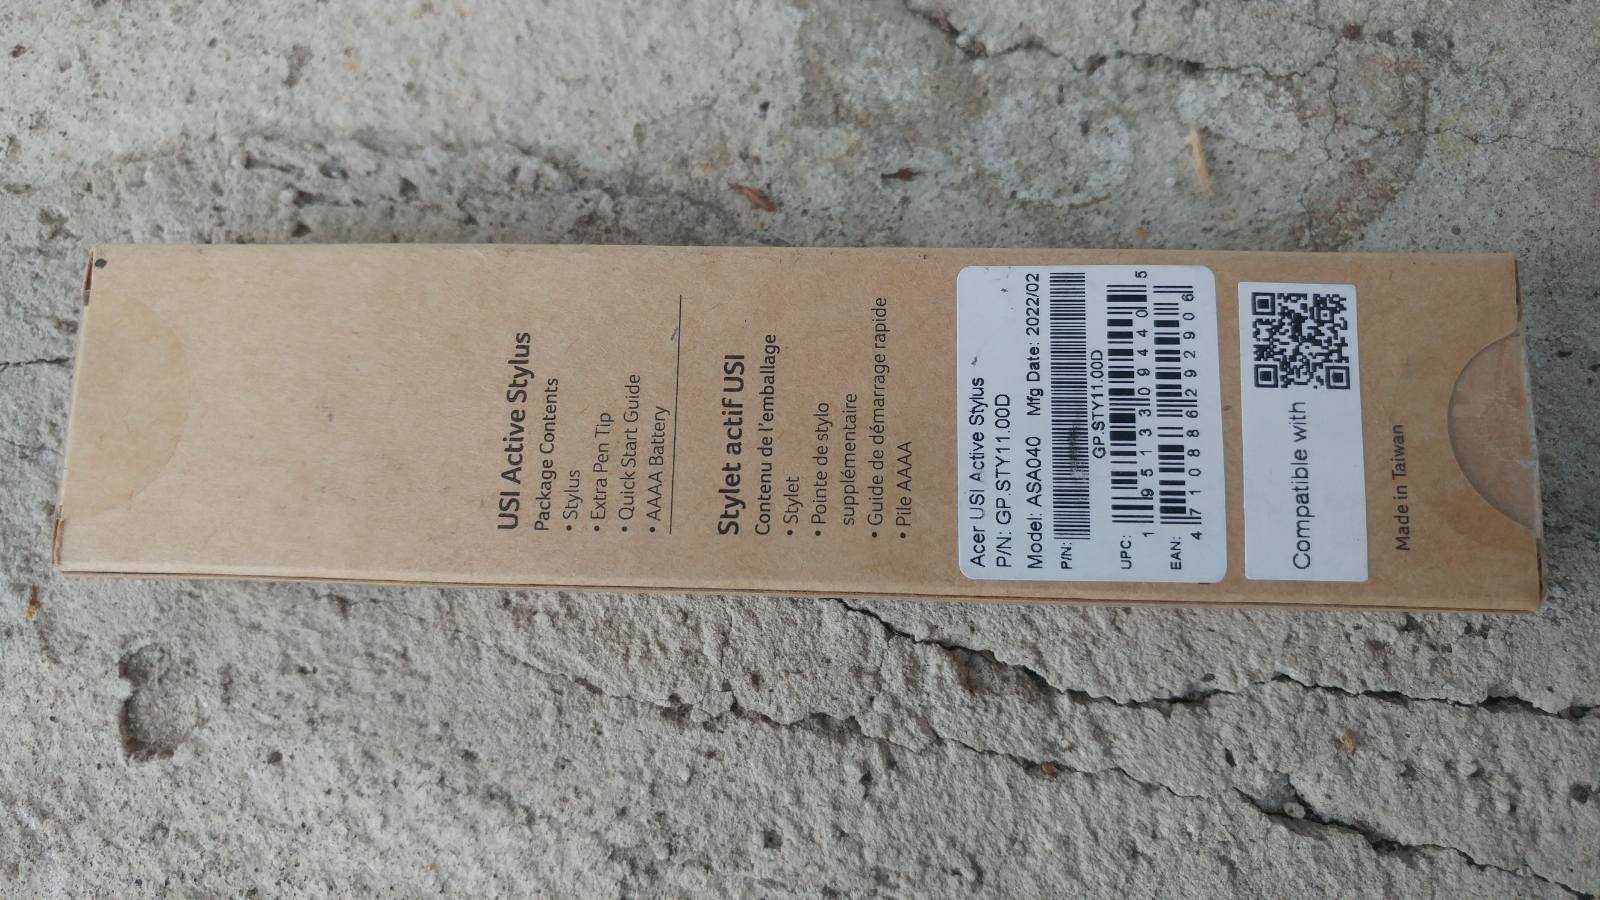 USI Active Stylus
Package Contents
• Stylus
• Extra Pen Tip
• Quick Start Guide
• AAAA Battery
Stylet actif USI
Contenu de l'emballage
• Stylet
• Pointe de stylo
supplémentaire
• Guide de démarrage rapide
• Pile AAAA
Acer USI Active Stylus
P/N: GP.STY11.00D
Model: ASA040 Mfg Date: 2022/02
P/N:
GP.STY11.00D
UPC:
1 95133 09440 5
EAN:
4 710886 292906
Compatible with
Made in Taiwan